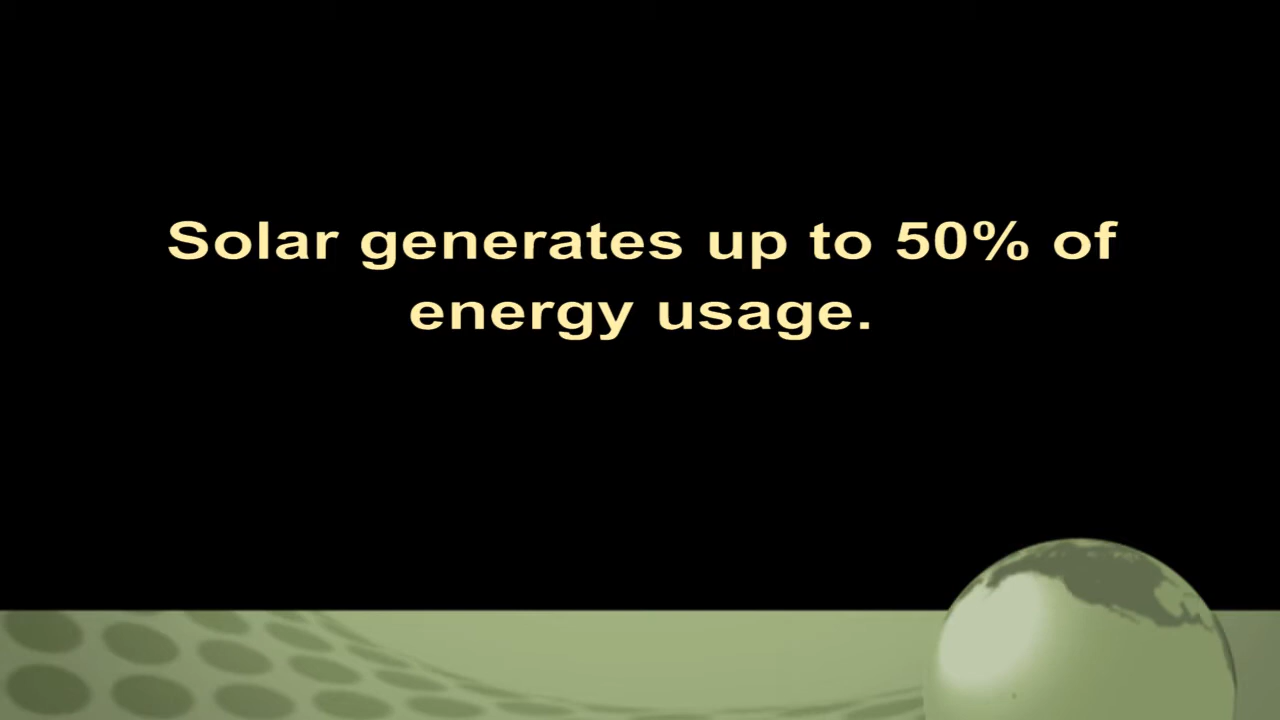 Solar generates up to 50% of
energy usage.